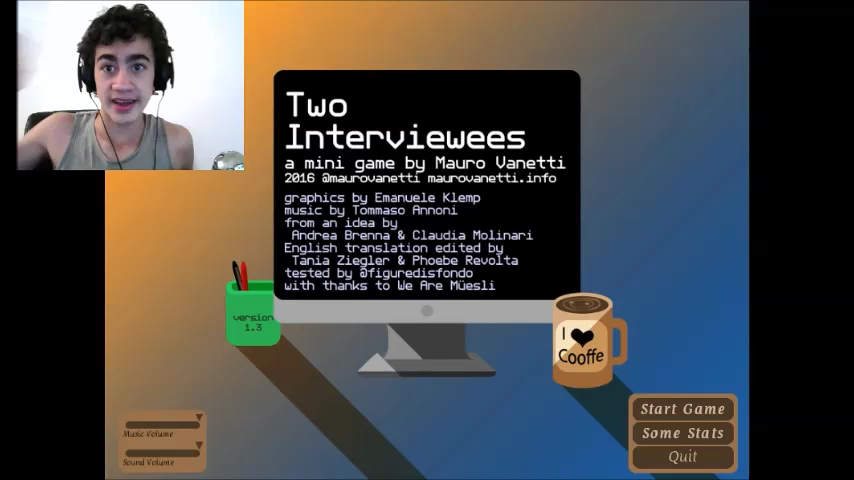 Two
Interviewees
a mini game by Mauro Vanetti
2016 @maurovanetti maurovanetti.info
graphics by Emanuele Klemp
music by Tommaso Annoni
from an idea by
Andrea Brenna & Claudia Molinari
English translation edited by
Tania Ziegler & Phoebe Revolta
tested by @figuredisfondo
with thanks to We Are Müesli
version
1.3
I
Cooffe
Start Game
Some Stats
Quit
Music Volume
Sound Volume